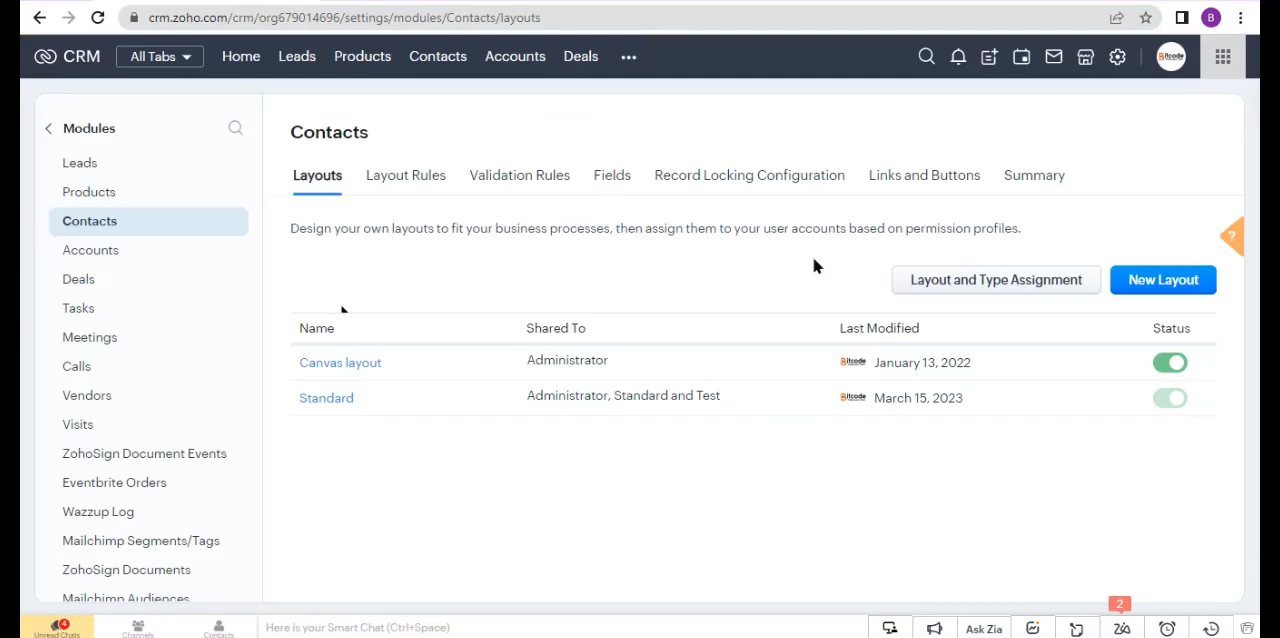 crm.zoho.com/crm/org679014696/settings/modules/Contacts/layouts
B
CRM All Tabs Home Leads Products Contacts Accounts Deals
Bitcode
Modules
Leads
Products
Contacts
Accounts
Deals
Tasks
Meetings
Calls
Vendors
Visits
ZohoSign Document Events
Eventbrite Orders
Wazzup Log
Mailchimp Segments/Tags
ZohoSign Documents
Mailchimp Audiences
Contacts
Layouts Layout Rules Validation Rules Fields Record Locking Configuration Links and Buttons Summary
Design your own layouts to fit your business processes, then assign them to your user accounts based on permission profiles.
?
Layout and Type Assignment New Layout
Name Shared To Last Modified Status
Canvas layout Administrator Bitcode January 13, 2022
Standard Administrator, Standard and Test Bitcode March 15, 2023
2
4
Unread Chats Channels Contacts Here is your Smart Chat (Ctrl+Space) Ask Zia